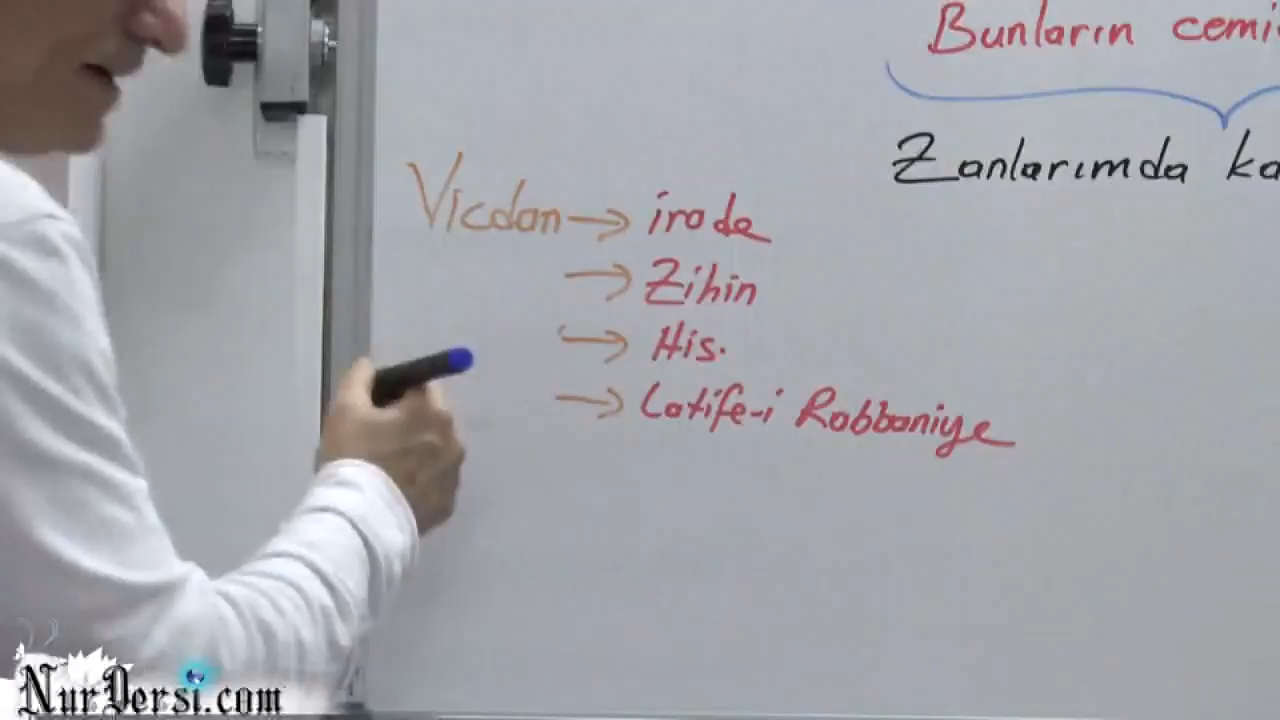 Bunların cemi
Zanlarımda ka
Vicdan → irade
→ Zihin
→ His.
→ Latife-i Rabbaniye
NurDersi.com